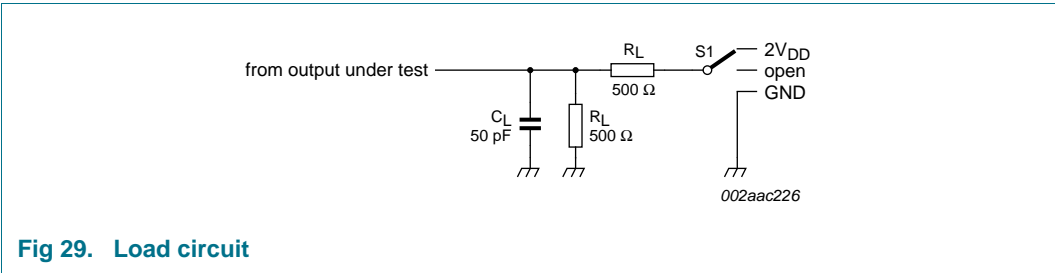 from output under test
RL
500 Ω
S1
2VDD
open
GND
CL
50 pF
RL
500 Ω
002aac226
Fig 29. Load circuit